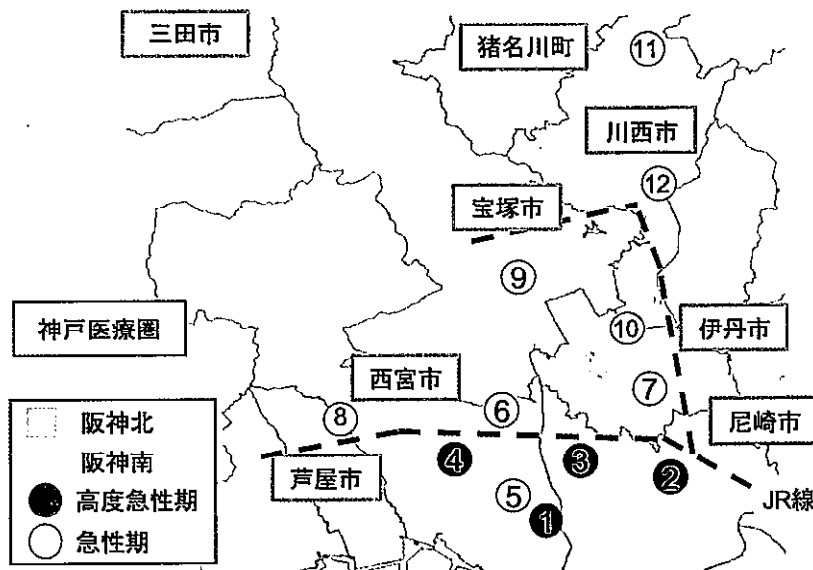 三田市
猪名川町
⑪
川西市
⑫
宝塚市
⑨
神戸医療圏
⑩
伊丹市
西宮市
⑦
⑧
⑥
尼崎市
芦屋市
❹
❸
❷
⑤
❶
JR線
阪神北
阪神南
高度急性期
急性期